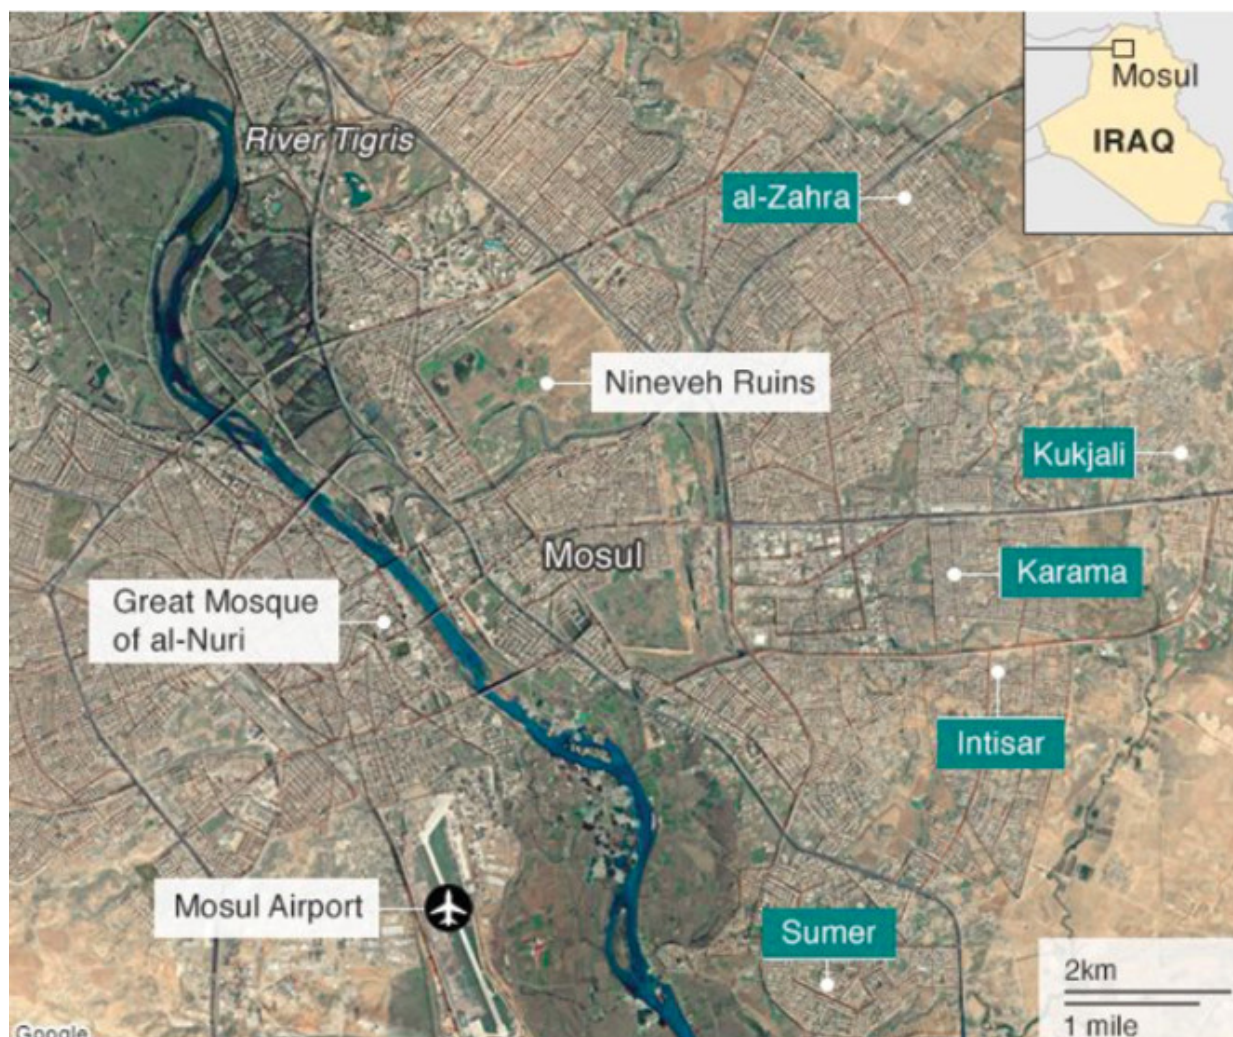 Mosul
IRAQ
River Tigris
al-Zahra
Nineveh Ruins
Kukjali
Mosul
Karama
Great Mosque
of al-Nuri
Intisar
Mosul Airport
Sumer
2km
1 mile
Google